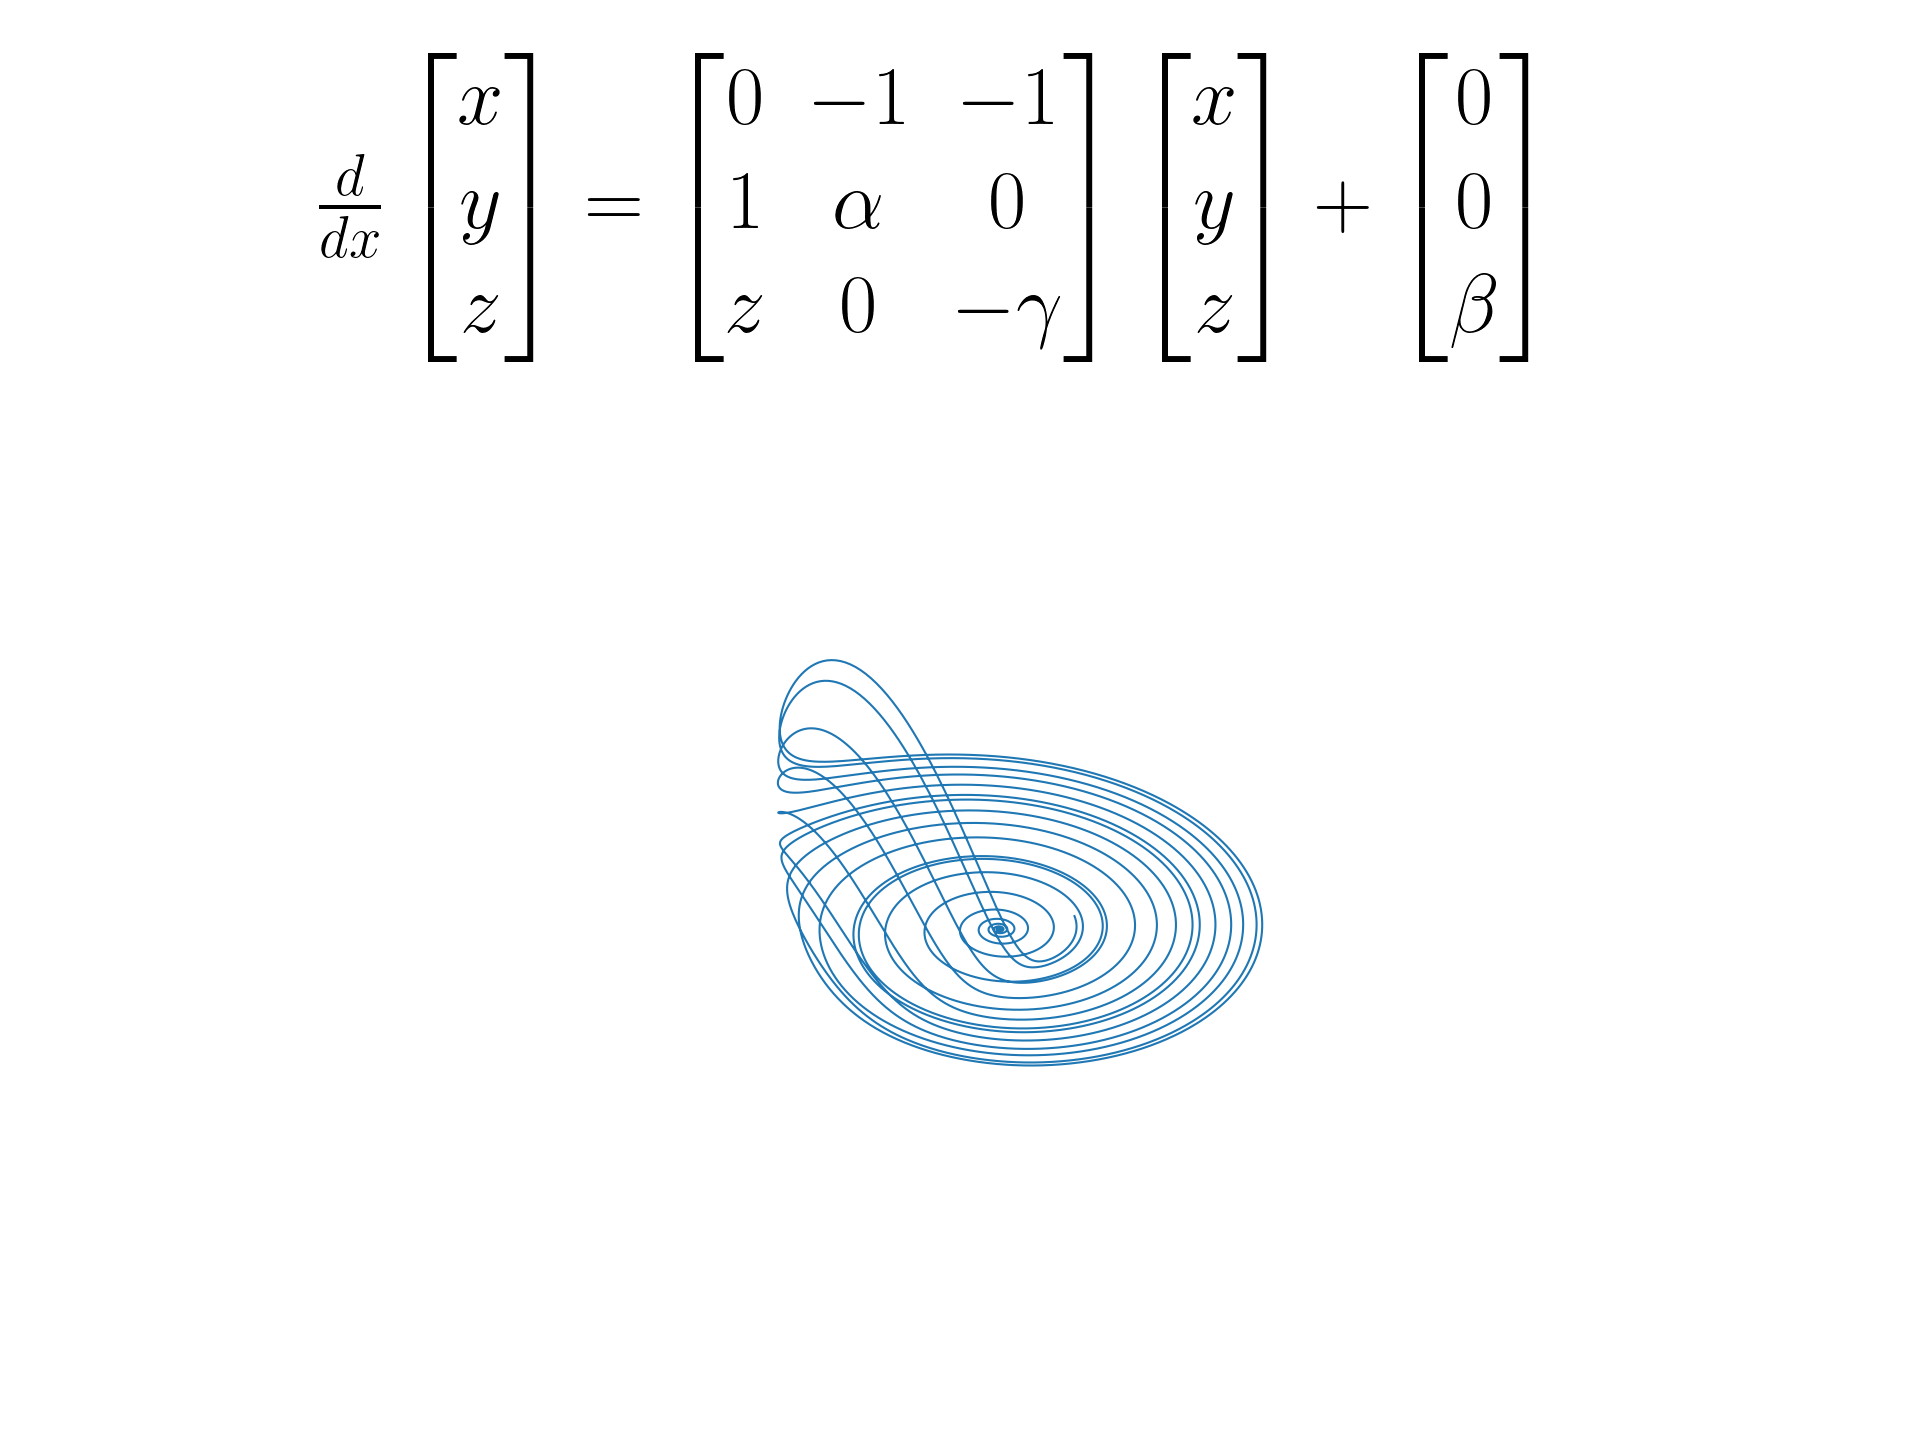 \frac{d}{dx} \begin{bmatrix} x \\ y \\ z \end{bmatrix} = \begin{bmatrix} 0 & -1 & -1 \\ 1 & \alpha & 0 \\ z & 0 & -\gamma \end{bmatrix} \begin{bmatrix} x \\ y \\ z \end{bmatrix} + \begin{bmatrix} 0 \\ 0 \\ \beta \end{bmatrix}